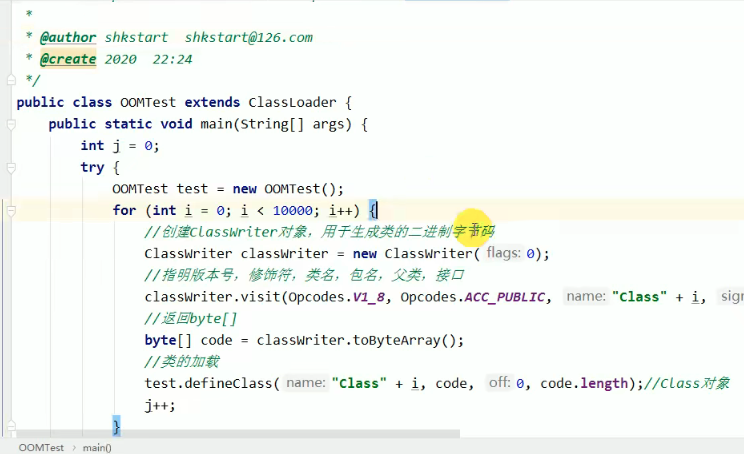 *
* @author shkstart  shkstart@126.com
* @create 2020  22:24
*/
public class OOMTest extends ClassLoader {
public static void main(String[] args) {
int j = 0;
try {
OOMTest test = new OOMTest();
for (int i = 0; i < 10000; i++) {
//创建ClassWriter对象，用于生成类的二进制字节码
ClassWriter classWriter = new ClassWriter( flags: 0);
//指明版本号，修饰符，类名，包名，父类，接口
classWriter.visit(Opcodes.V1_8, Opcodes.ACC_PUBLIC, name: "Class" + i, sig
//返回byte[]
byte[] code = classWriter.toByteArray();
//类的加载
test.defineClass( name: "Class" + i, code, off: 0, code.length);//Class对象
j++;
}
OOMTest › main()